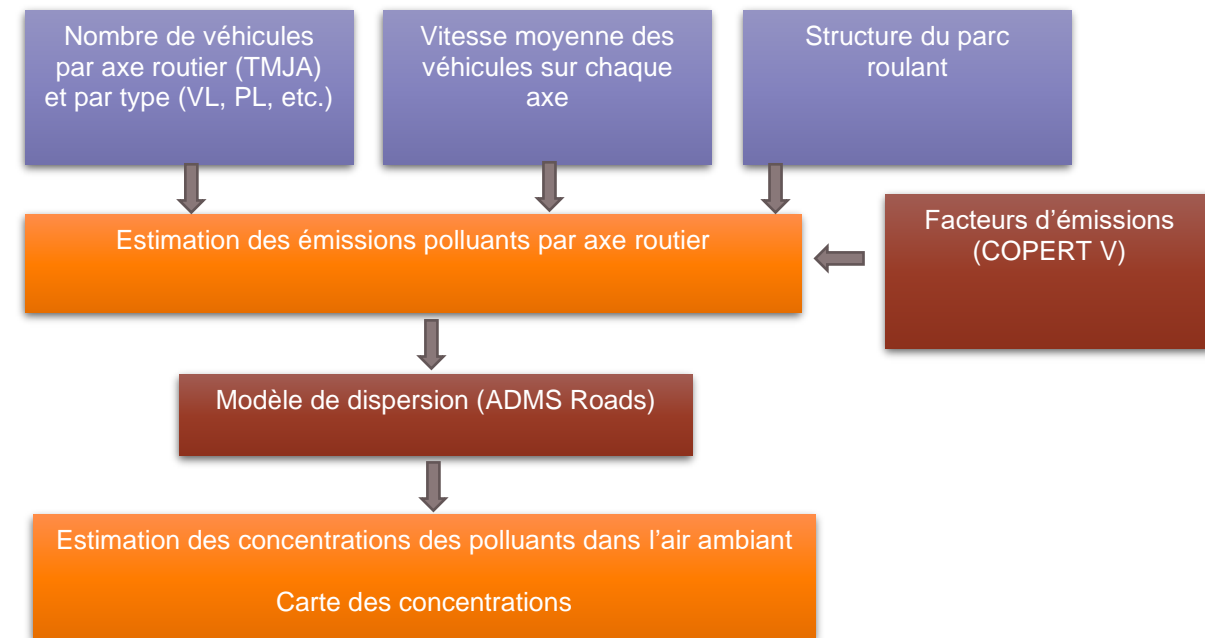 Nombre de véhicules
par axe routier (TMJA)
et par type (VL, PL, etc.)
Vitesse moyenne des
véhicules sur chaque
axe
Structure du parc
roulant
Estimation des émissions polluants par axe routier
Facteurs d’émissions
(COPERT V)
Modèle de dispersion (ADMS Roads)
Estimation des concentrations des polluants dans l’air ambiant
Carte des concentrations